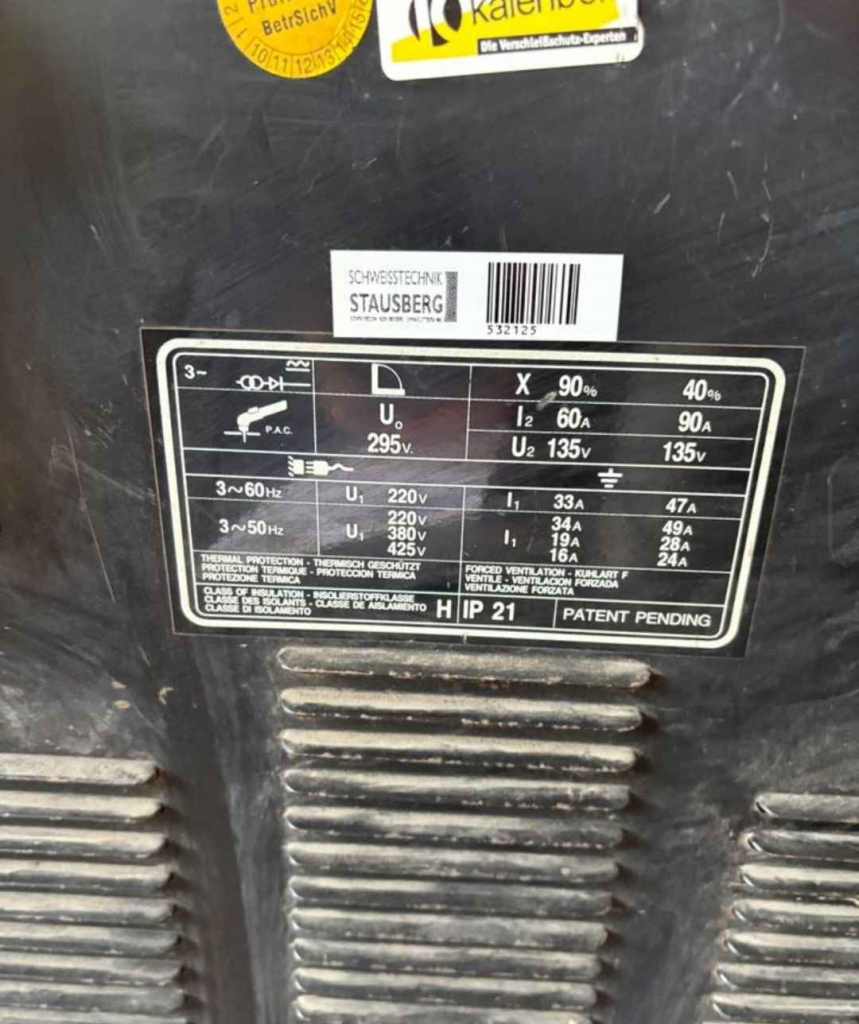 BetrSichV
10 11 12 13
Die Verschleißschutz-Experten
SCHWEISSTECHNIK
STAUSBERG
532125
3~
X 90% 40%
P.A.C.
U₀
295V.
I₂ 60A 90A
U₂ 135V 135V
3~60Hz U₁ 220V I₁ 33A 47A
3~50Hz U₁ 220V I₁ 34A 49A
380V 19A 28A
425V 16A 24A
THERMAL PROTECTION - THERMISCH GESCHÜTZT
PROTECTION TERMIQUE - PROTECCION TERMICA
PROTEZIONE TERMICA
FORCED VENTILATION - KUHLART F
VENTILE - VENTILACION FORZADA
VENTILAZIONE FORZATA
CLASS OF INSULATION - INSOLIERSTOFFKLASSE
CLASSE DES ISOLANTS - CLASSE DE AISLAMIENTO
CLASSE DI ISOLAMENTO
H IP 21 PATENT PENDING